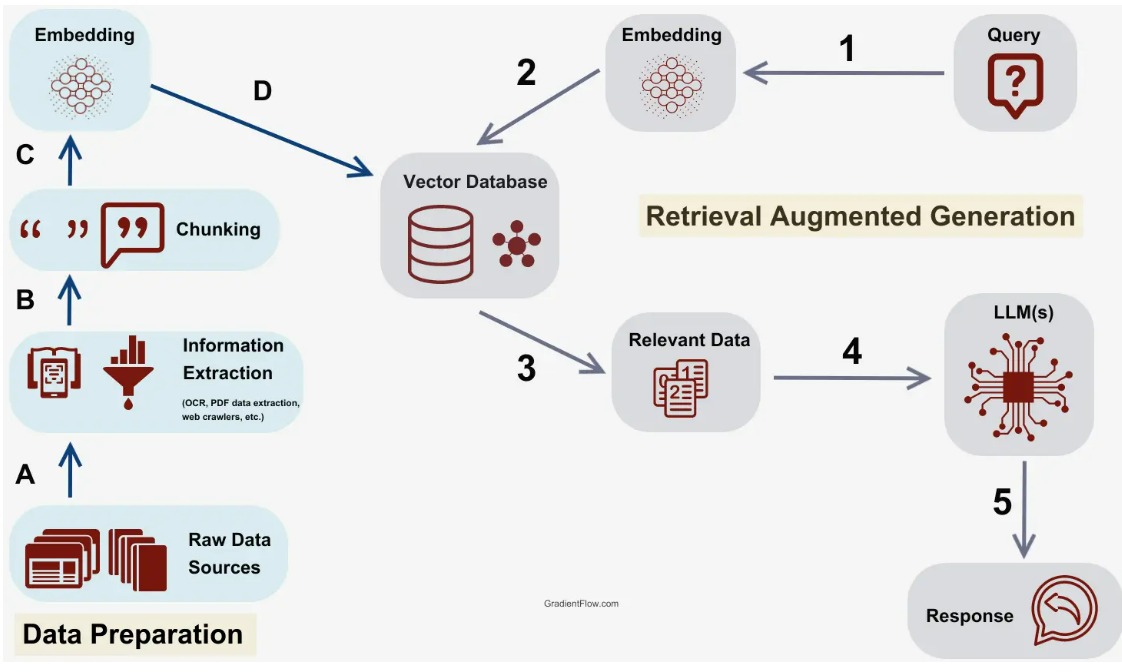 Embedding
D
C
“ ” ” Chunking
B
Information
Extraction
(OCR, PDF data extraction,
web crawlers, etc.)
A
Raw Data
Sources
Data Preparation
Query
?
1
Embedding
2
Vector Database
Retrieval Augmented Generation
3
Relevant Data
0 1
2
4
LLM(s)
5
Response
GradientFlow.com